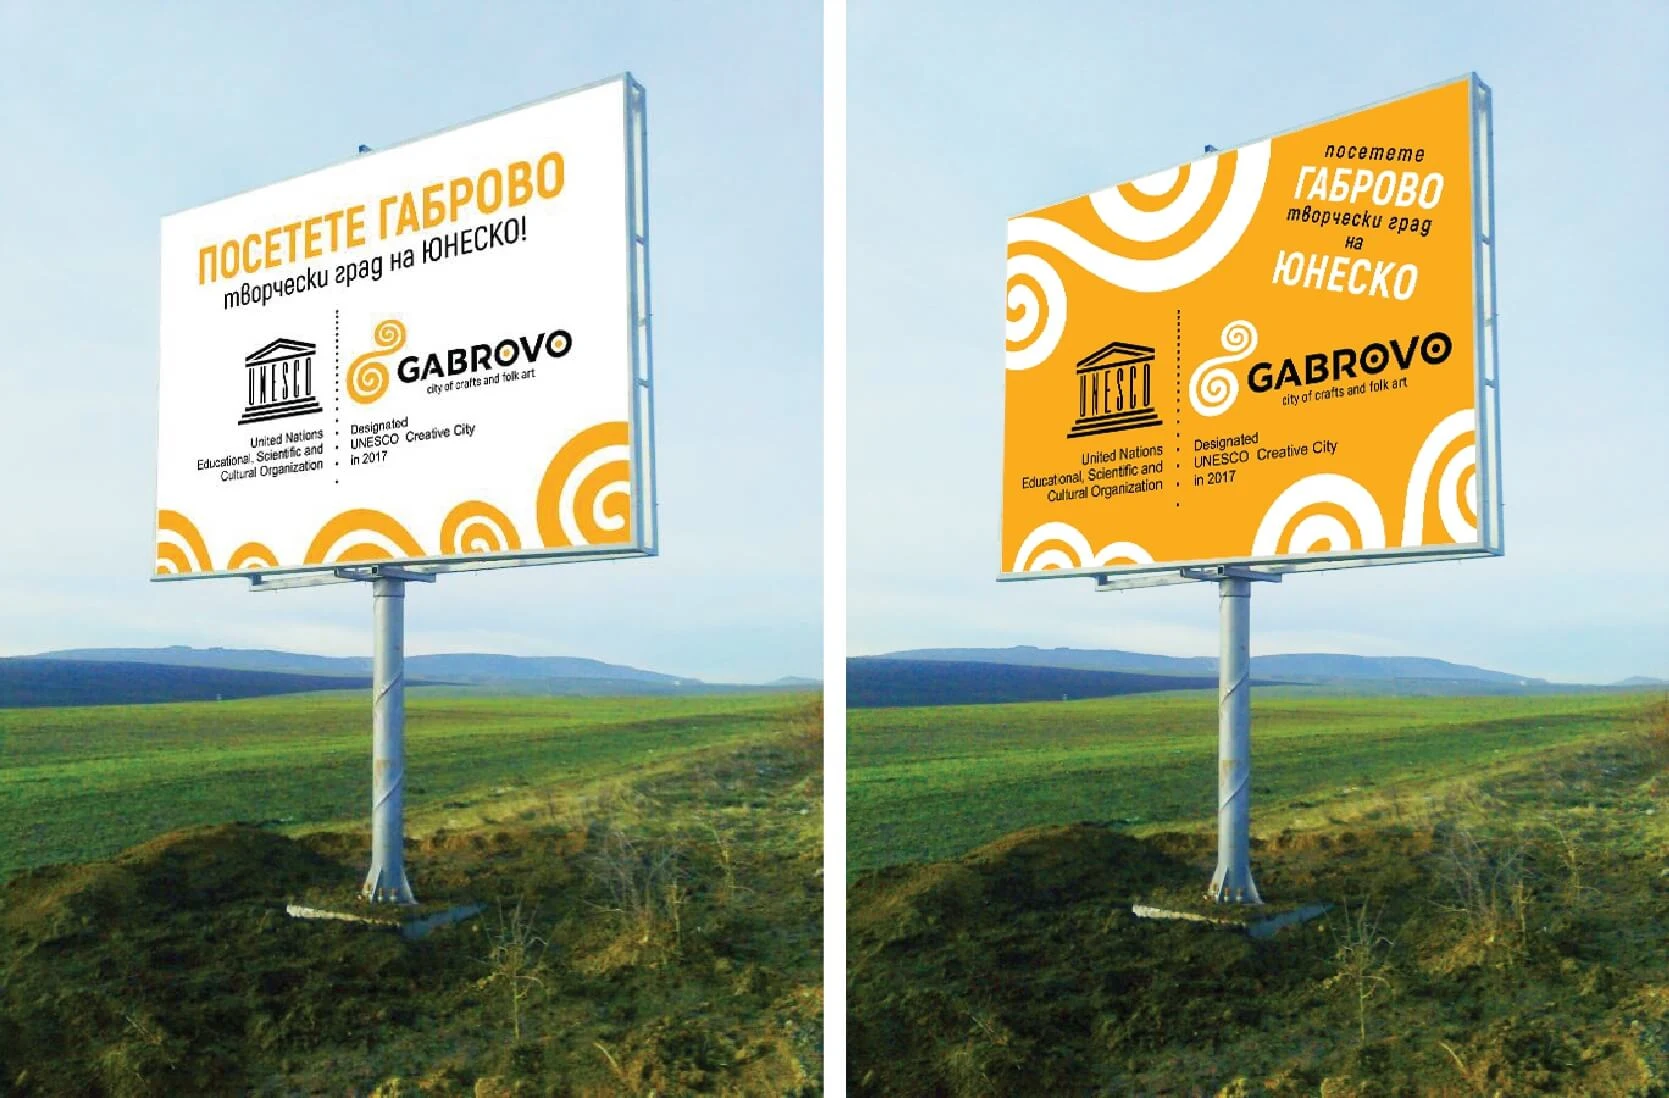 ПОСЕТЕТЕ ГАБРОВО
творчески град на ЮНЕСКО!
UNESCO
United Nations
Educational, Scientific and
Cultural Organization
GABROVO
city of crafts and folk art
Designated
UNESCO Creative City
in 2017
посетете
ГАБРОВО
творчески град
на
ЮНЕСКО
UNESCO
United Nations
Educational, Scientific and
Cultural Organization
GABROVO
city of crafts and folk art
Designated
UNESCO Creative City
in 2017